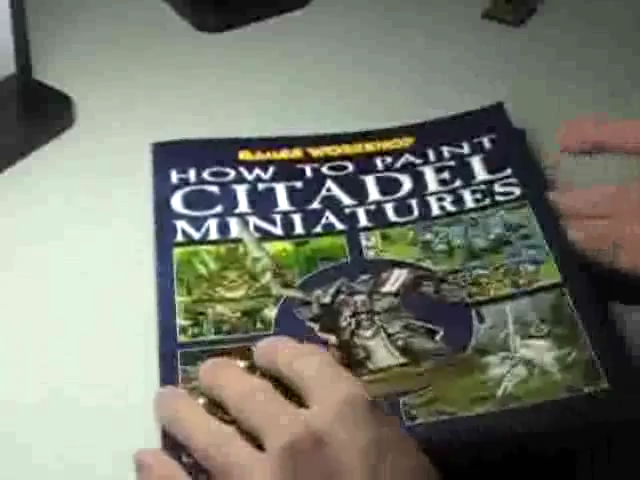 GAMES WORKSHOP
HOW TO PAINT
CITADEL
MINIATURES